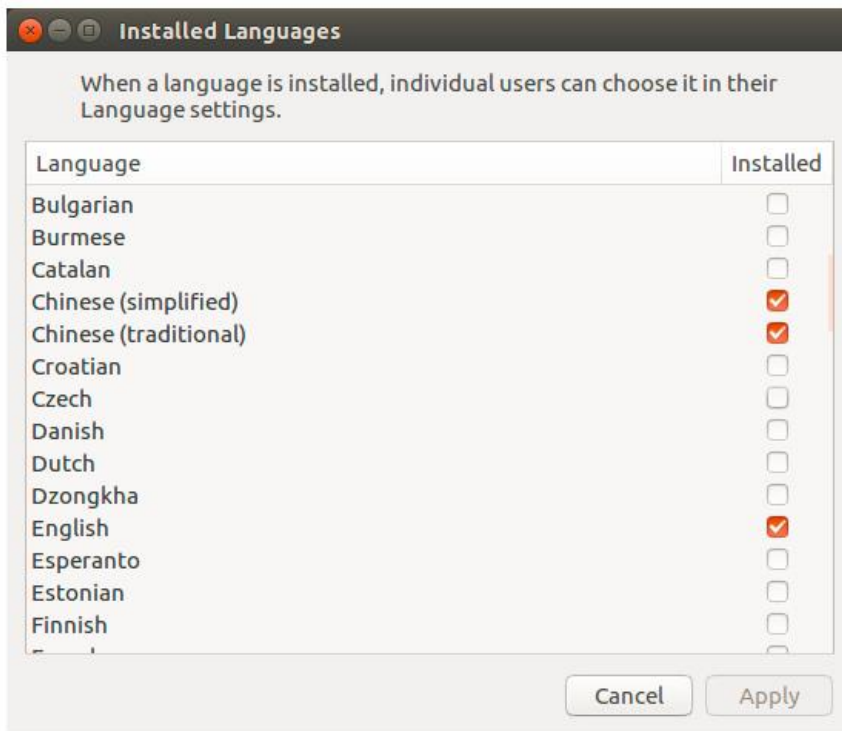 Installed Languages
When a language is installed, individual users can choose it in their
Language settings.
Language Installed
Bulgarian
Burmese
Catalan
Chinese (simplified)
Chinese (traditional)
Croatian
Czech
Danish
Dutch
Dzongkha
English
Esperanto
Estonian
Finnish
Cancel Apply